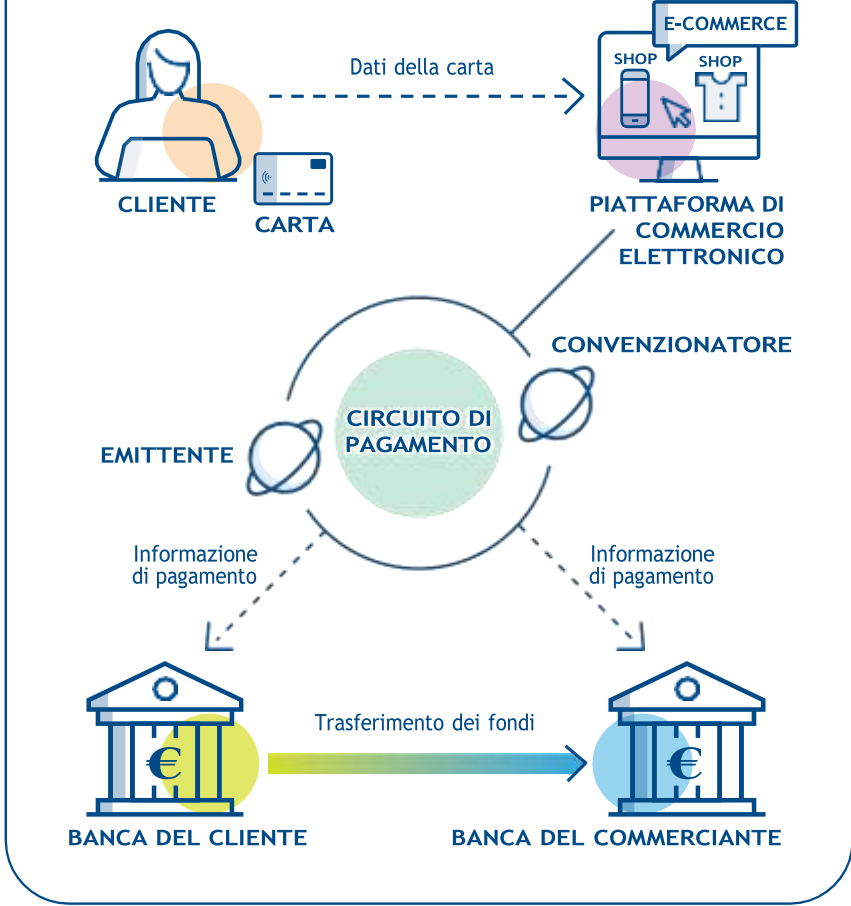 E-COMMERCE
SHOP
SHOP
Dati della carta
CLIENTE
CARTA
PIATTAFORMA DI
COMMERCIO
ELETTRONICO
CONVENZIONATORE
CIRCUITO DI
PAGAMENTO
EMITTENTE
Informazione
di pagamento
Informazione
di pagamento
Trasferimento dei fondi
€
€
BANCA DEL CLIENTE
BANCA DEL COMMERCIANTE